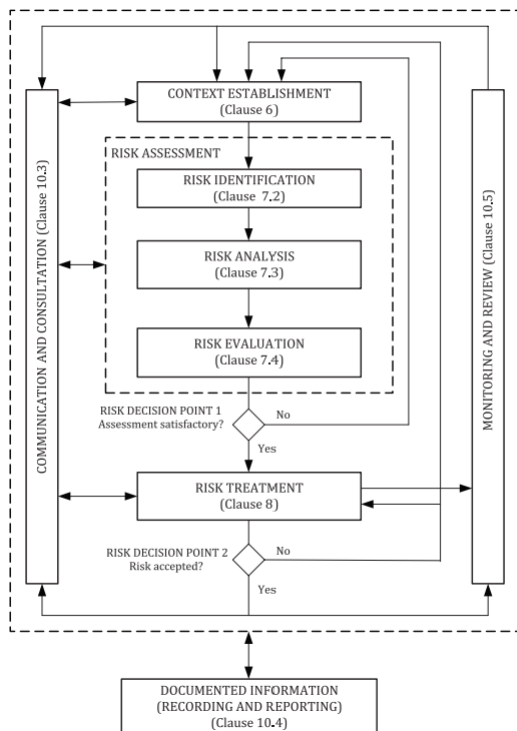 CONTEXT ESTABLISHMENT
(Clause 6)
RISK ASSESSMENT
RISK IDENTIFICATION
(Clause 7.2)
RISK ANALYSIS
(Clause 7.3)
RISK EVALUATION
(Clause 7.4)
COMMUNICATION AND CONSULTATION (Clause 10.3)
MONITORING AND REVIEW (Clause 10.5)
RISK DECISION POINT 1
Assessment satisfactory?
No
Yes
RISK TREATMENT
(Clause 8)
RISK DECISION POINT 2
Risk accepted?
No
Yes
DOCUMENTED INFORMATION
(RECORDING AND REPORTING)
(Clause 10.4)